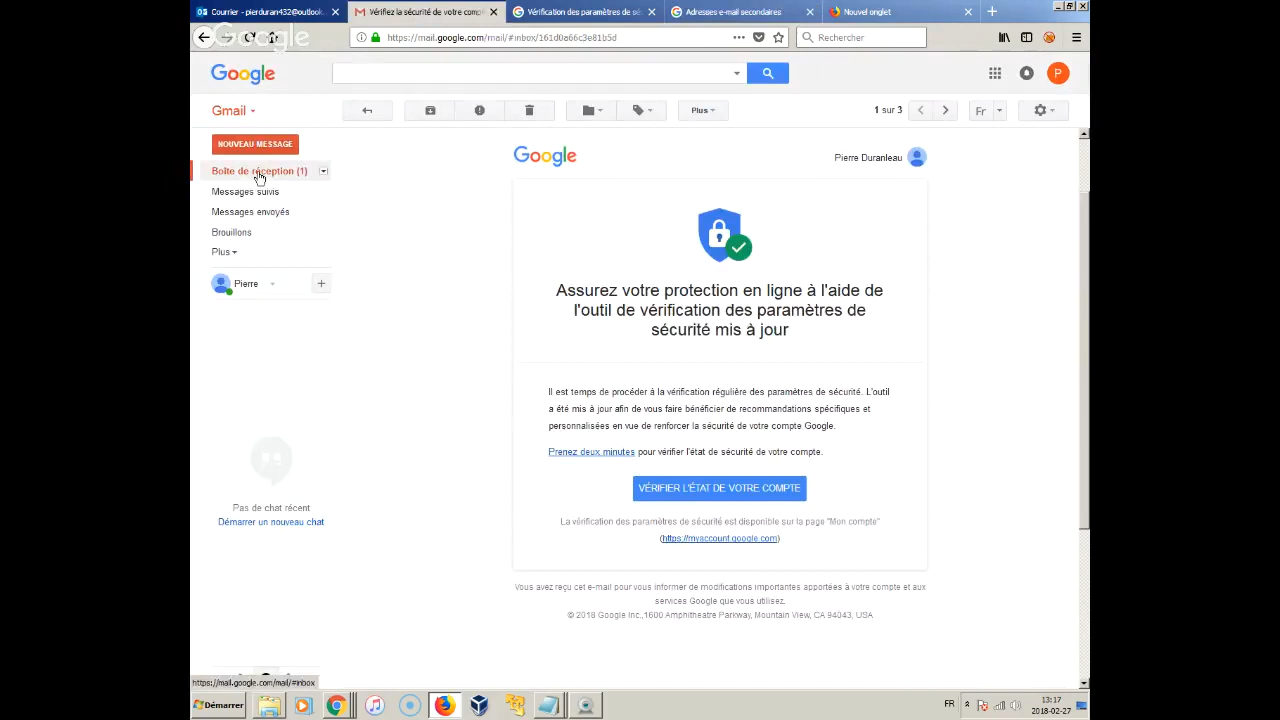 Courrier - pierduran432@outlook
Vérifiez la sécurité de votre compt
Vérification des paramètres de sé
Adresses e-mail secondaires
Nouvel onglet
Google
https://mail.google.com/mail/#inbox/161d0a66c3e81b5d
Rechercher
Google
P
Gmail
Plus
1 sur 3
Fr
NOUVEAU MESSAGE
Boîte de réception (1)
Messages suivis
Messages envoyés
Brouillons
Plus
Pierre
Pas de chat récent
Démarrer un nouveau chat
Google
Pierre Duranleau
Assurez votre protection en ligne à l'aide de
l'outil de vérification des paramètres de
sécurité mis à jour
Il est temps de procéder à la vérification régulière des paramètres de sécurité. L'outil
a été mis à jour afin de vous faire bénéficier de recommandations spécifiques et
personnalisées en vue de renforcer la sécurité de votre compte Google.
Prenez deux minutes pour vérifier l'état de sécurité de votre compte.
VÉRIFIER L'ÉTAT DE VOTRE COMPTE
La vérification des paramètres de sécurité est disponible sur la page "Mon compte"
(https://myaccount.google.com)
Vous avez reçu cet e-mail pour vous informer de modifications importantes apportées à votre compte et aux
services Google que vous utilisez.
© 2018 Google Inc.,1600 Amphitheatre Parkway, Mountain View, CA 94043, USA
https://mail.google.com/mail/#inbox
Démarrer
FR
13:17
2018-02-27